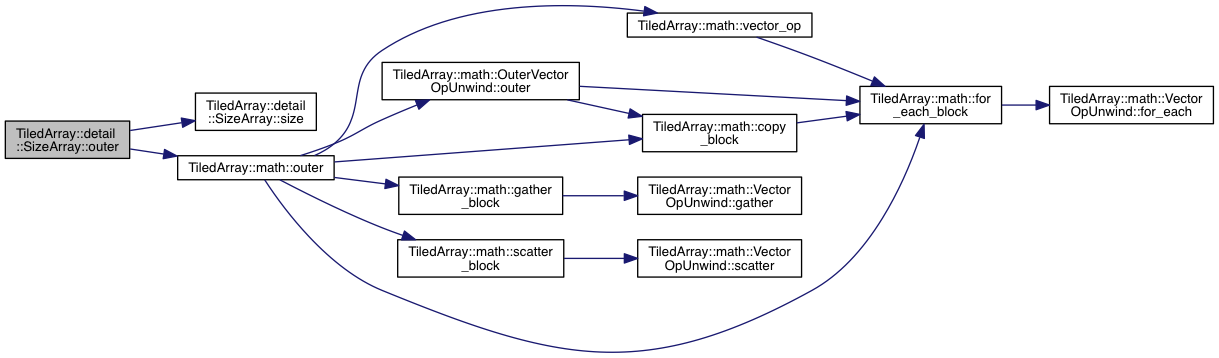 TiledArray::detail
::SizeArray::outer
TiledArray::detail
::SizeArray::size
TiledArray::math::outer
TiledArray::math::vector_op
TiledArray::math::OuterVector
OpUnwind::outer
TiledArray::math::copy
_block
TiledArray::math::gather
_block
TiledArray::math::scatter
_block
TiledArray::math::Vector
OpUnwind::gather
TiledArray::math::Vector
OpUnwind::scatter
TiledArray::math::for
_each_block
TiledArray::math::Vector
OpUnwind::for_each